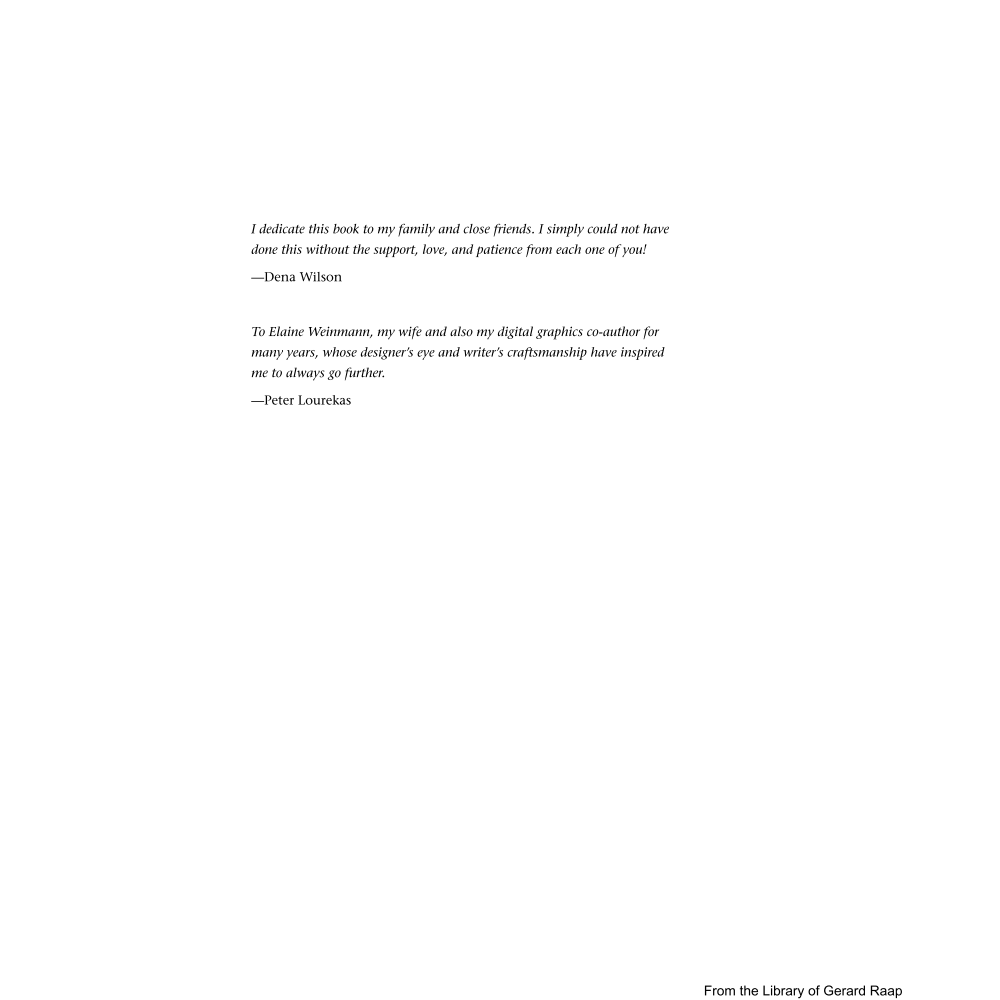 I dedicate this book to my family and close friends. I simply could not have
done this without the support, love, and patience from each one of you!
—Dena Wilson
To Elaine Weinmann, my wife and also my digital graphics co-author for
many years, whose designer’s eye and writer’s craftsmanship have inspired
me to always go further.
—Peter Lourekas
From the Library of Gerard Raap